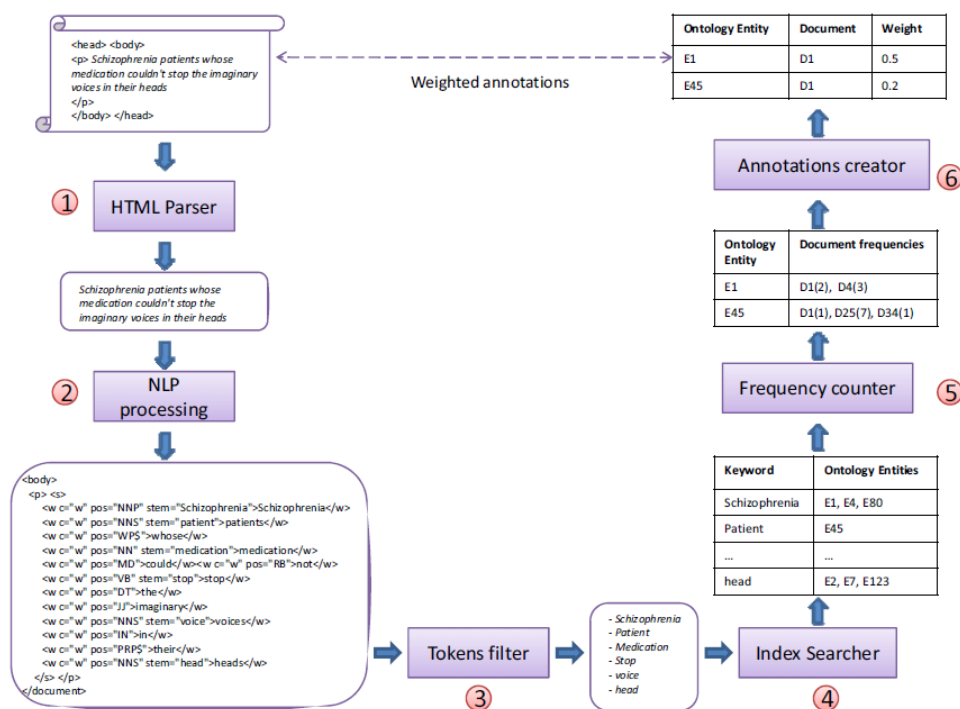 <head> <body>
<p> Schizophrenia patients whose
medication couldn't stop the imaginary
voices in their heads
</p>
</body> </head>
Weighted annotations
Ontology Entity Document Weight
E1 D1 0.5
E45 D1 0.2
1
HTML Parser
Schizophrenia patients whose
medication couldn't stop the
imaginary voices in their heads
2
NLP
processing
<body>
<p> <s>
<w c="w" pos="NNP" stem="Schizophrenia">Schizophrenia</w>
<w c="w" pos="NNS" stem="patient">patients</w>
<w c="w" pos="WP$">whose</w>
<w c="w" pos="NN" stem="medication">medication</w>
<w c="w" pos="MD">could</w><w c="w" pos="RB">not</w>
<w c="w" pos="VB" stem="stop">stop</w>
<w c="w" pos="DT">the</w>
<w c="w" pos="JJ">imaginary</w>
<w c="w" pos="NNS" stem="voice">voices</w>
<w c="w" pos="IN">in</w>
<w c="w" pos="PRP$">their</w>
<w c="w" pos="NNS" stem="head">heads</w>
</s> </p>
</document>
Tokens filter
3
- Schizophrenia
- Patient
- Medication
- Stop
- voice
- head
Index Searcher
4
Keyword Ontology Entities
Schizophrenia E1, E4, E80
Patient E45
... ...
head E2, E7, E123
Frequency counter
5
Ontology Document frequencies
Entity
E1 D1(2), D4(3)
E45 D1(1), D25(7), D34(1)
Annotations creator
6